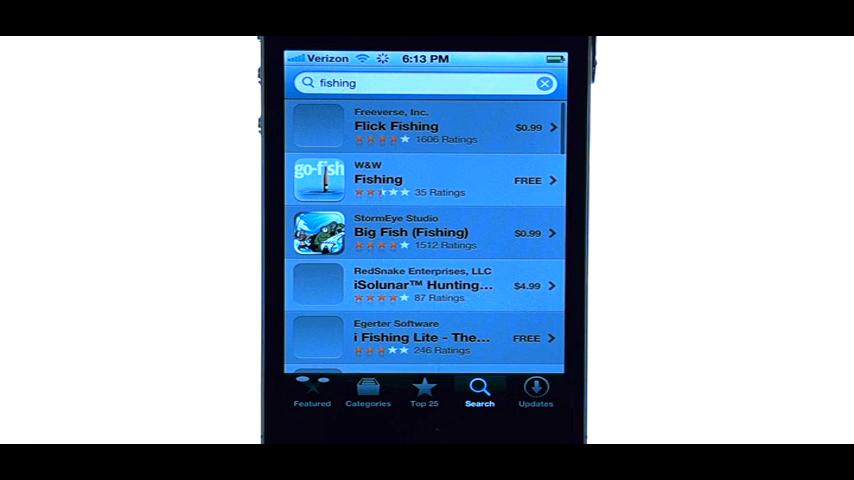 Verizon 6:13 PM
fishing
Freeverse, Inc.
Flick Fishing $0.99
1606 Ratings
go-fish
W&W
Fishing FREE
35 Ratings
StormEye Studio
Big Fish (Fishing) $0.99
1512 Ratings
RedSnake Enterprises, LLC
iSolunar™ Hunting... $4.99
87 Ratings
Egerter Software
i Fishing Lite - The... FREE
246 Ratings
Featured Categories Top 25 Search Updates